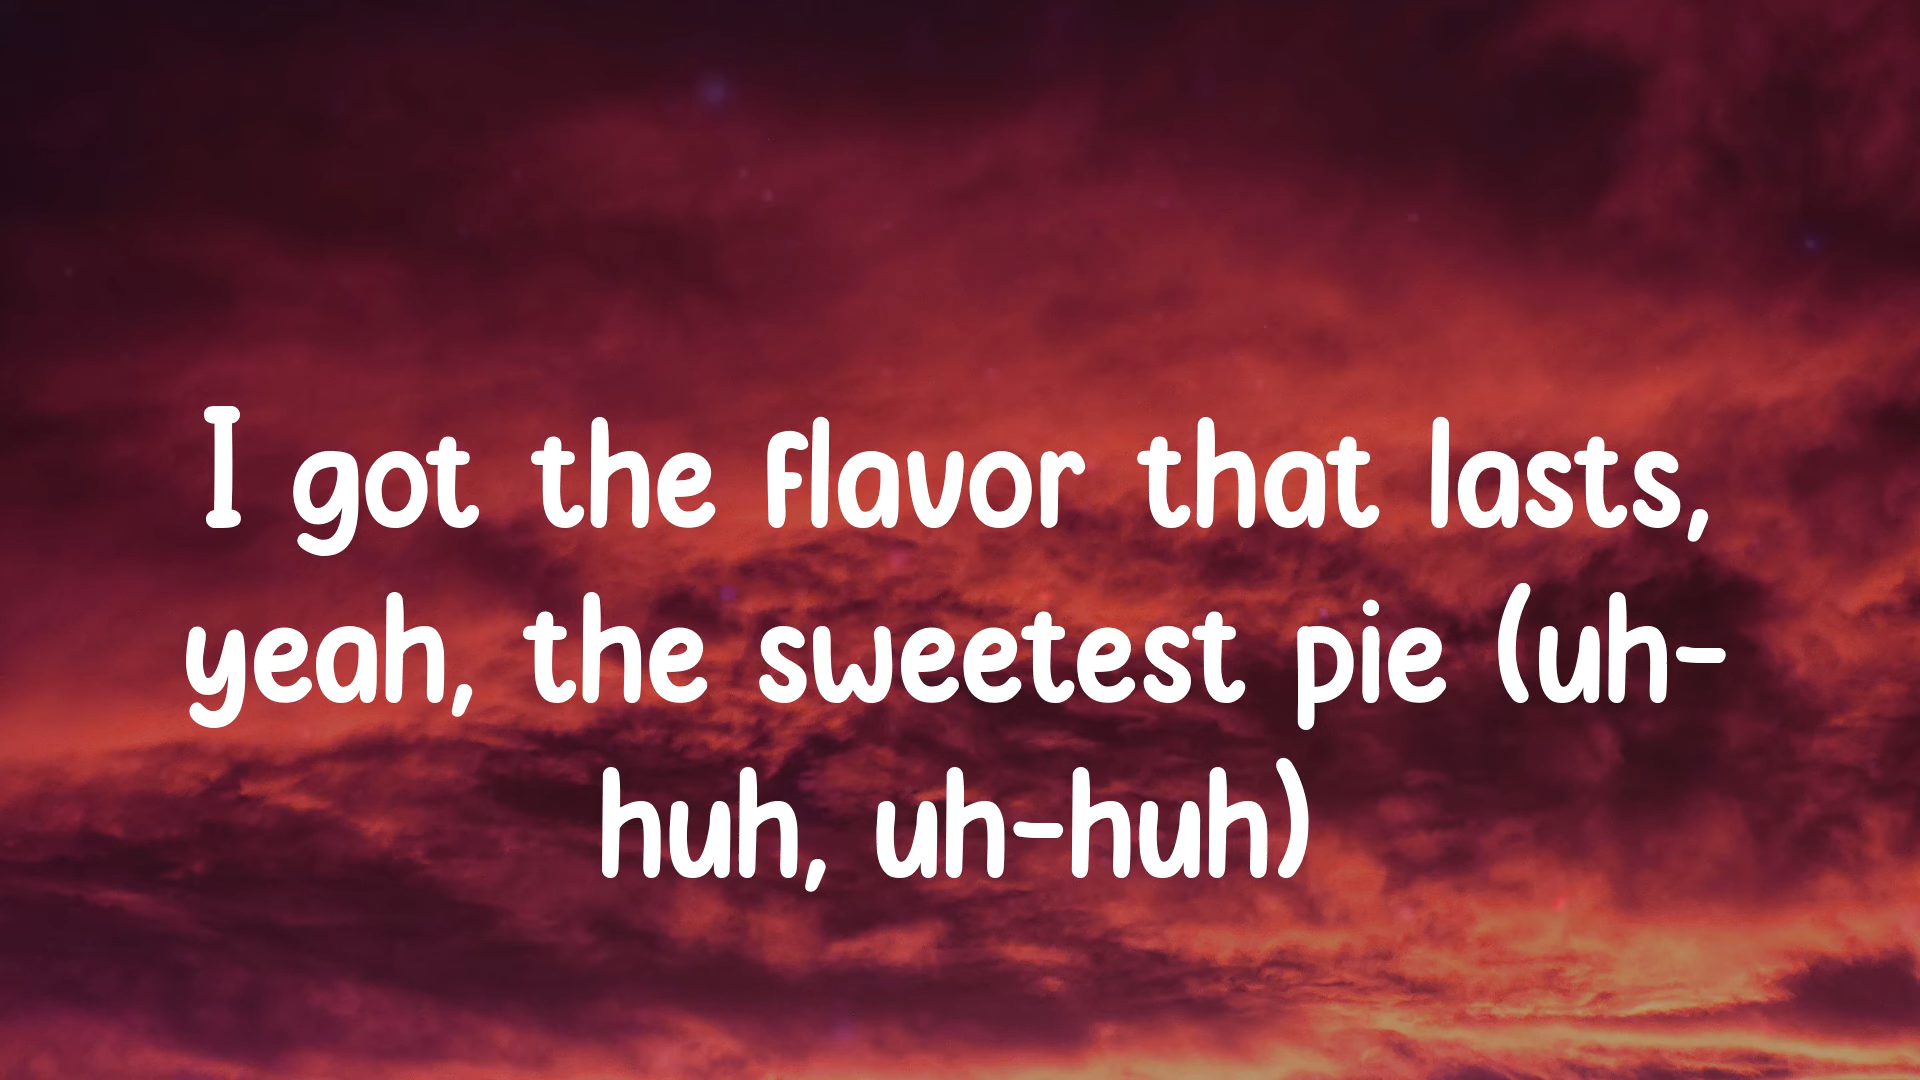 I got the flavor that lasts,
yeah, the sweetest pie (uh-
huh, uh-huh)